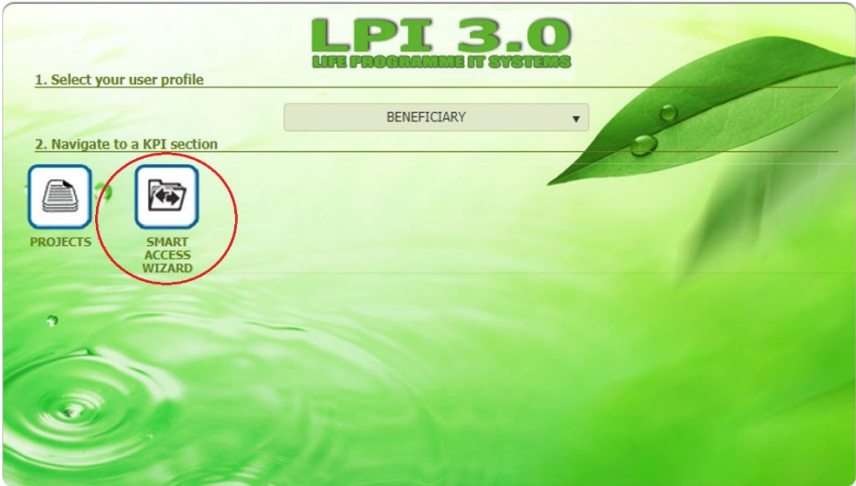 LPI 3.0
LIFE PROGRAMME IT SYSTEMS
1. Select your user profile
BENEFICIARY
2. Navigate to a KPI section
PROJECTS
SMART
ACCESS
WIZARD